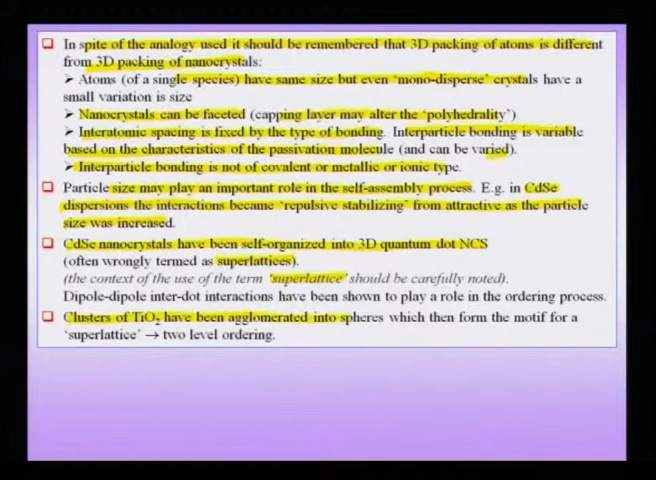 ❑ In spite of the analogy used it should be remembered that 3D packing of atoms is different
from 3D packing of nanocrystals:
➤ Atoms (of a single species) have same size but even ‘mono-disperse’ crystals have a
small variation is size
➤ Nanocrystals can be faceted (capping layer may alter the ‘polyhedrality’)
➤ Interatomic spacing is fixed by the type of bonding. Interparticle bonding is variable
based on the characteristics of the passivation molecule (and can be varied).
➤ Interparticle bonding is not of covalent or metallic or ionic type.
❑ Particle size may play an important role in the self-assembly process. E.g. in CdSe
dispersions the interactions became ‘repulsive stabilizing’ from attractive as the particle
size was increased.
❑ CdSe nanocrystals have been self-organized into 3D quantum dot NCS
(often wrongly termed as superlattices).
(the context of the use of the term ‘superlattice’ should be carefully noted).
Dipole-dipole inter-dot interactions have been shown to play a role in the ordering process.
❑ Clusters of TiO₂ have been agglomerated into spheres which then form the motif for a
‘superlattice’ → two level ordering.